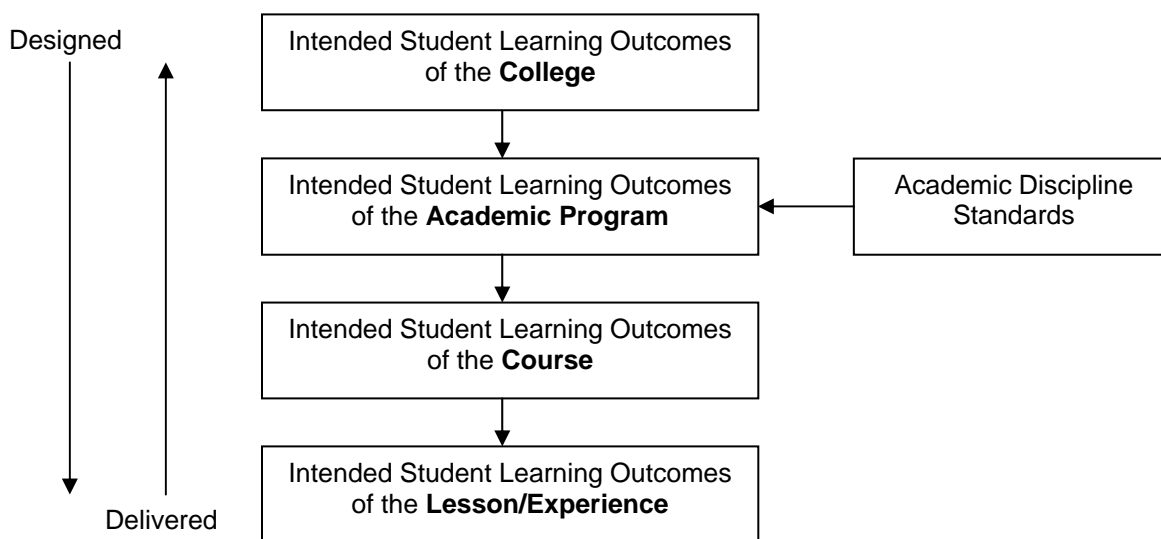 Designed
Intended Student Learning Outcomes
of the College
Intended Student Learning Outcomes
of the Academic Program
Academic Discipline
Standards
Intended Student Learning Outcomes
of the Course
Intended Student Learning Outcomes
of the Lesson/Experience
Delivered